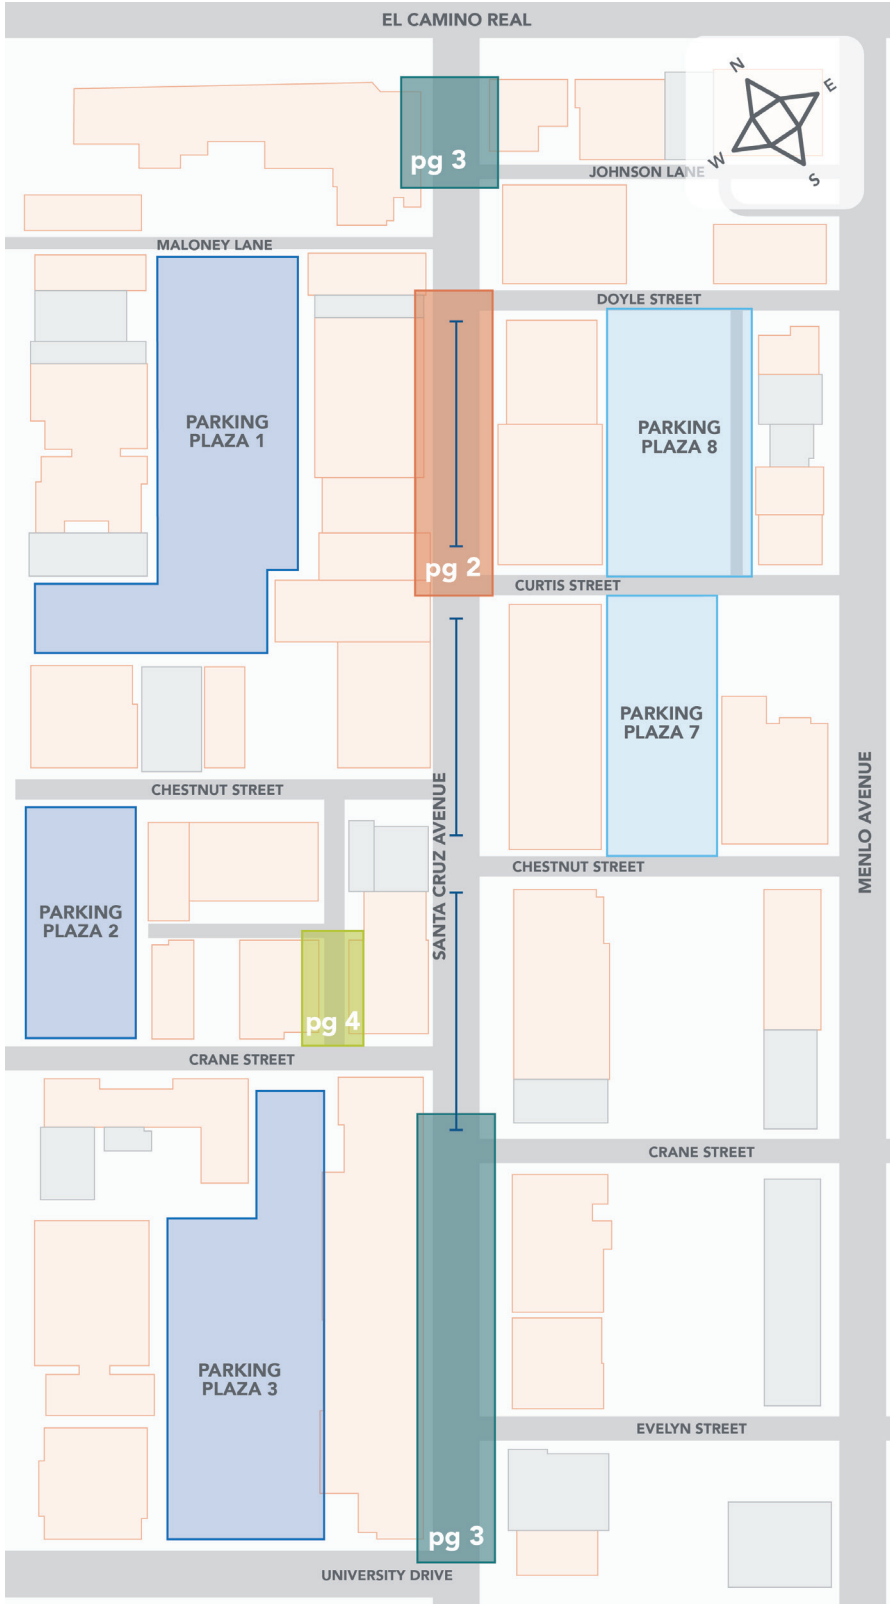 EL CAMINO REAL
N
E
W
S
pg 3
JOHNSON LANE
MALONEY LANE
DOYLE STREET
PARKING
PLAZA 1
PARKING
PLAZA 8
pg 2
CURTIS STREET
PARKING
PLAZA 7
CHESTNUT STREET
SANTA CRUZ AVENUE
MENLO AVENUE
CHESTNUT STREET
PARKING
PLAZA 2
pg 4
CRANE STREET
CRANE STREET
PARKING
PLAZA 3
EVELYN STREET
pg 3
UNIVERSITY DRIVE